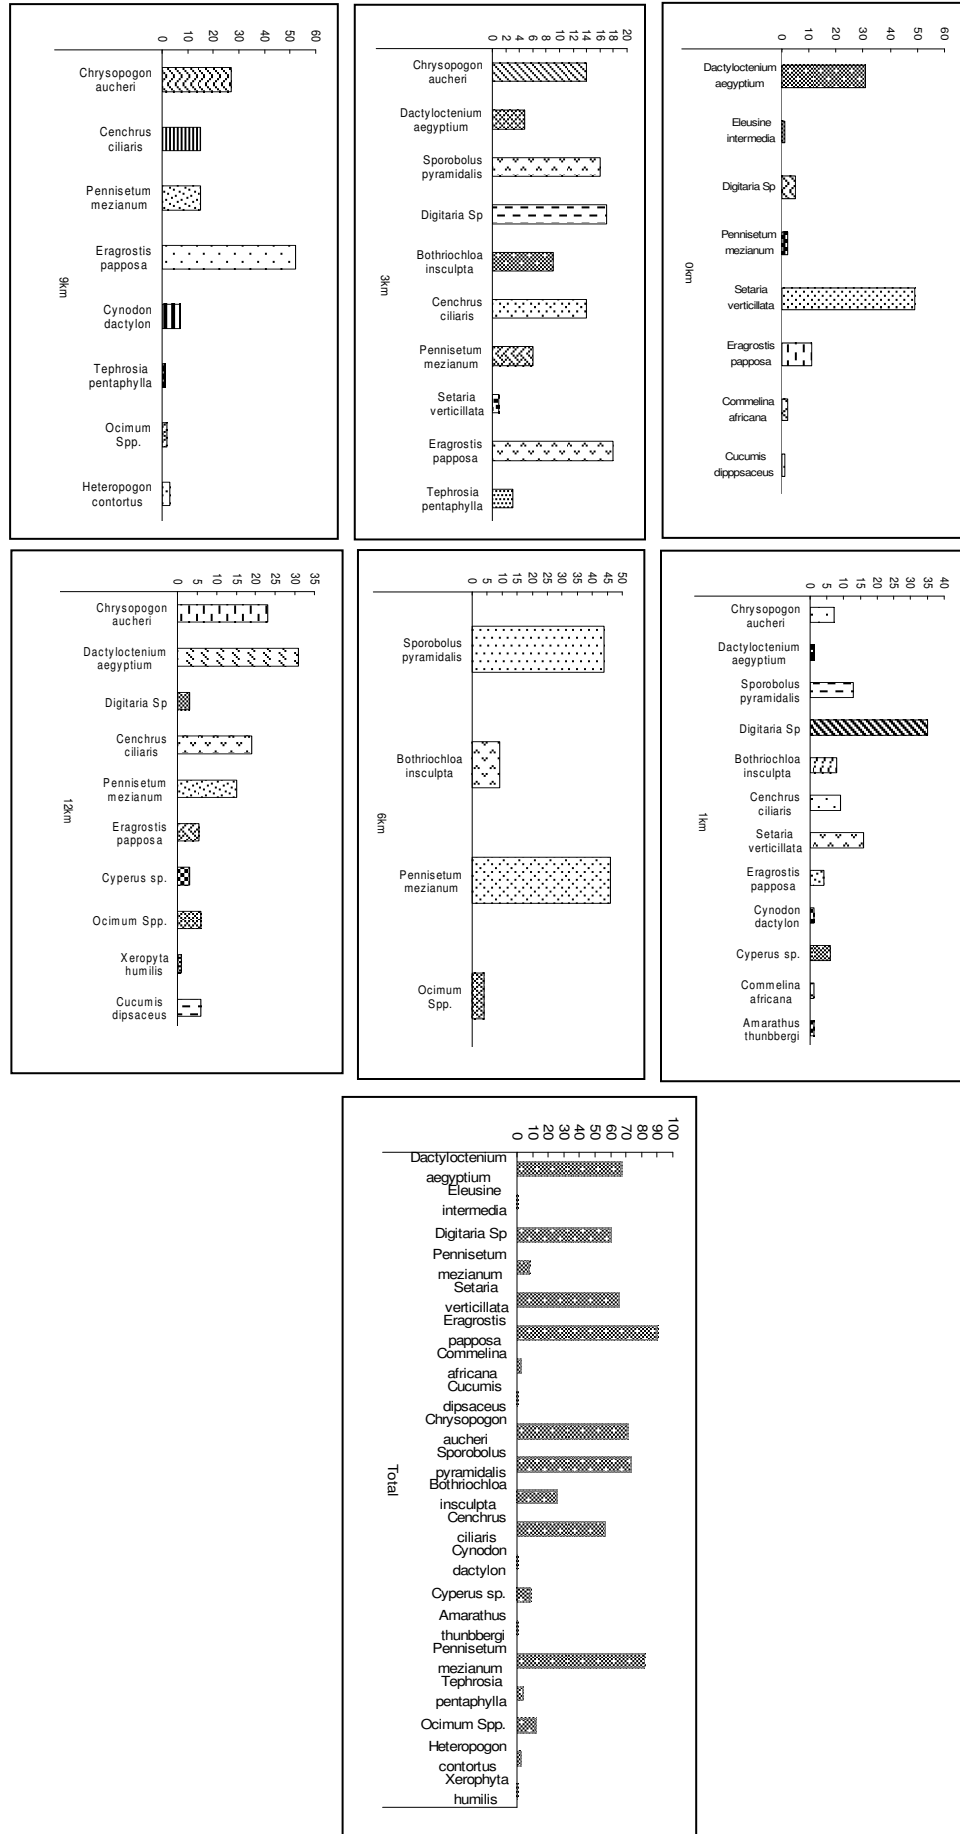 0
10
20
30
40
50
60
Chrysopogon
aucheri
Cenchrus
ciliaris
Pennisetum
mezianum
Eragrostis
papposa
Cynodon
dactylon
Tephrosia
pentaphylla
Ocimum
Spp.
Heteropogon
contortus
9km
0
2
4
6
8
10
12
14
16
18
20
Chrysopogon
aucheri
Dactyloctenium
aegyptium
Sporobolus
pyramidalis
Digitaria Sp
Bothriochloa
insculpta
Cenchrus
ciliaris
Pennisetum
mezianum
Setaria
verticillata
Eragrostis
papposa
Tephrosia
pentaphylla
3km
0
10
20
30
40
50
60
Dactyloctenium
aegyptium
Eleusine
intermedia
Digitaria Sp
Pennisetum
mezianum
Setaria
verticillata
Eragrostis
papposa
Commelina
africana
Cucumis
dipppsaceus
0km
0
5
10
15
20
25
30
35
Chrysopogon
aucheri
Dactyloctenium
aegyptium
Digitaria Sp
Cenchrus
ciliaris
Pennisetum
mezianum
Eragrostis
papposa
Cyperus sp.
Ocimum Spp.
Xeropyta
humilis
Cucumis
dipsaceus
12km
0
5
10
15
20
25
30
35
40
45
50
Sporobolus
pyramidalis
Bothriochloa
insculpta
Pennisetum
mezianum
Ocimum
Spp.
6km
0
5
10
15
20
25
30
35
40
Chrysopogon
aucheri
Dactyloctenium
aegyptium
Sporobolus
pyramidalis
Digitaria Sp
Bothriochloa
insculpta
Cenchrus
ciliaris
Setaria
verticillata
Eragrostis
papposa
Cynodon
dactylon
Cyperus sp.
Commelina
africana
Amarathus
thunbbergi
1km
0
10
20
30
40
50
60
70
80
90
100
Dactyloctenium
aegyptium
Eleusine
intermedia
Digitaria Sp
Pennisetum
mezianum
Setaria
verticillata
Eragrostis
papposa
Commelina
africana
Cucumis
dipsaceus
Chrysopogon
aucheri
Sporobolus
pyramidalis
Bothriochloa
insculpta
Cenchrus
ciliaris
Cynodon
dactylon
Cyperus sp.
Amarathus
thunbbergi
Pennisetum
mezianum
Tephrosia
pentaphylla
Ocimum Spp.
Heteropogon
contortus
Xerophyta
humilis
Total